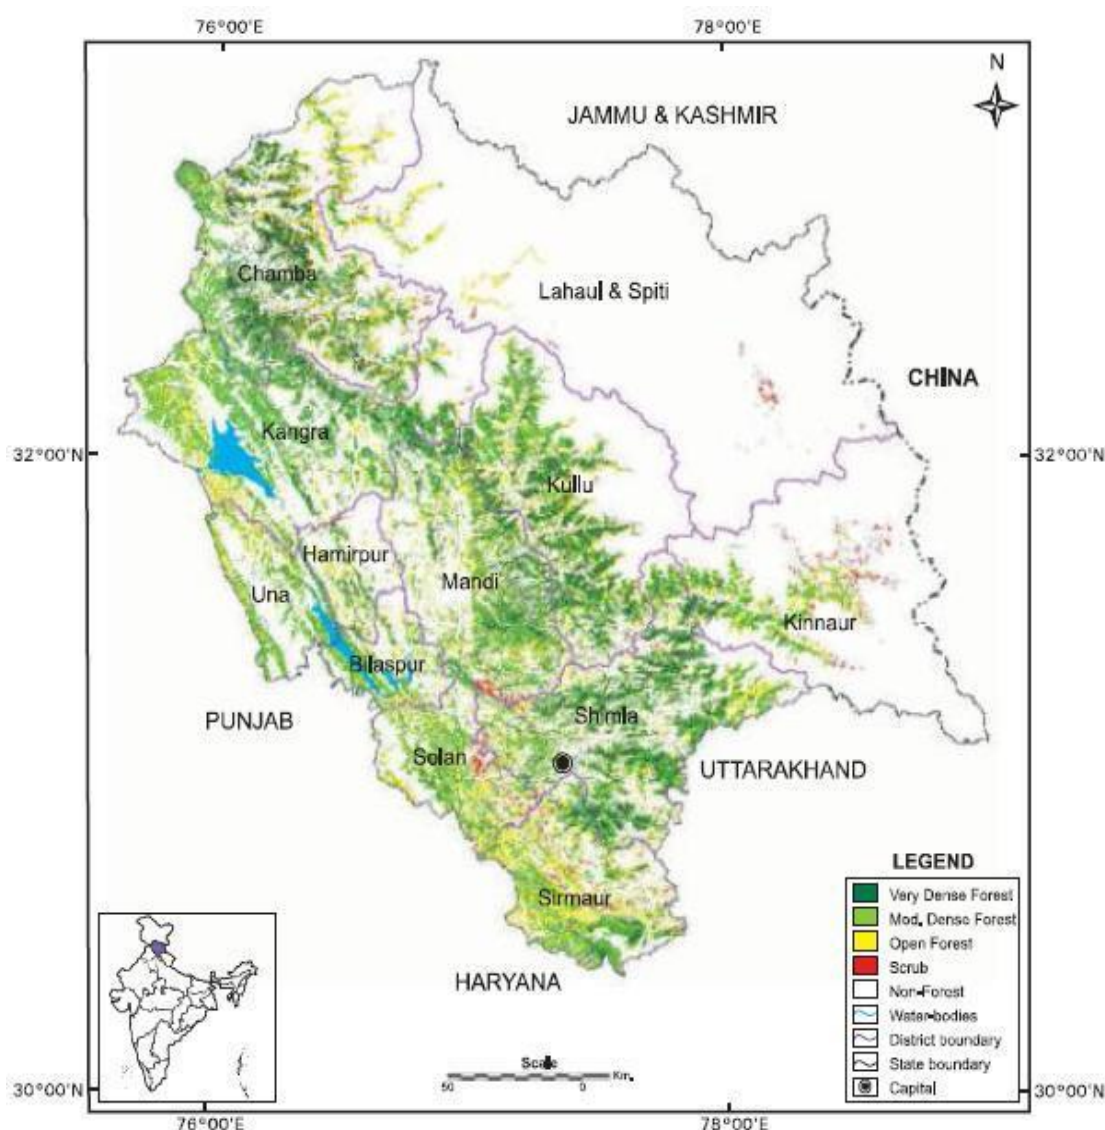 76°00'E 78°00'E
N
JAMMU & KASHMIR
Chamba
Lahaul & Spiti
CHINA
Kangra
32°00'N 32°00'N
Kullu
Hamirpur
Mandi
Una
Kinnaur
Bilaspur
Shimla
PUNJAB
Solan
UTTARAKHAND
LEGEND
Very Dense Forest
Mod. Dense Forest
Open Forest
Scrub
Non-Forest
Water-bodies
District boundary
State boundary
Capital
Sirmaur
HARYANA
Scale
50 0 Km.
30°00'N 30°00'N
76°00'E 78°00'E